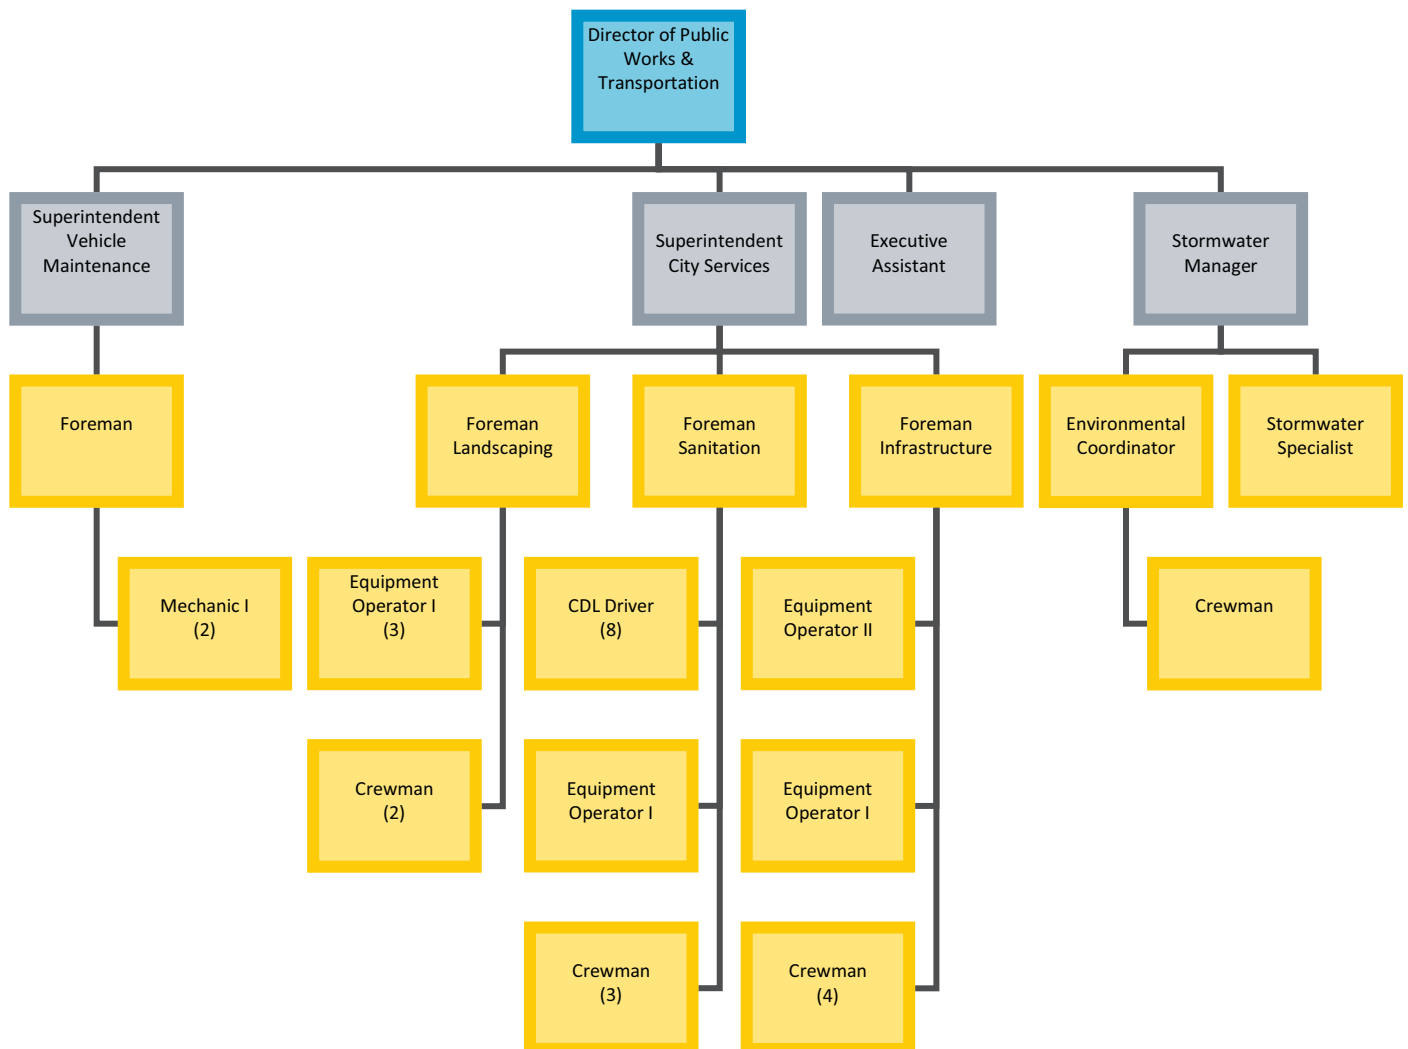 Director of Public
Works &
Transportation
Superintendent
Vehicle
Maintenance
Superintendent
City Services
Executive
Assistant
Stormwater
Manager
Foreman
Foreman
Landscaping
Foreman
Sanitation
Foreman
Infrastructure
Environmental
Coordinator
Stormwater
Specialist
Mechanic I
(2)
Equipment
Operator I
(3)
CDL Driver
(8)
Equipment
Operator II
Crewman
Crewman
(2)
Equipment
Operator I
Equipment
Operator I
Crewman
(3)
Crewman
(4)